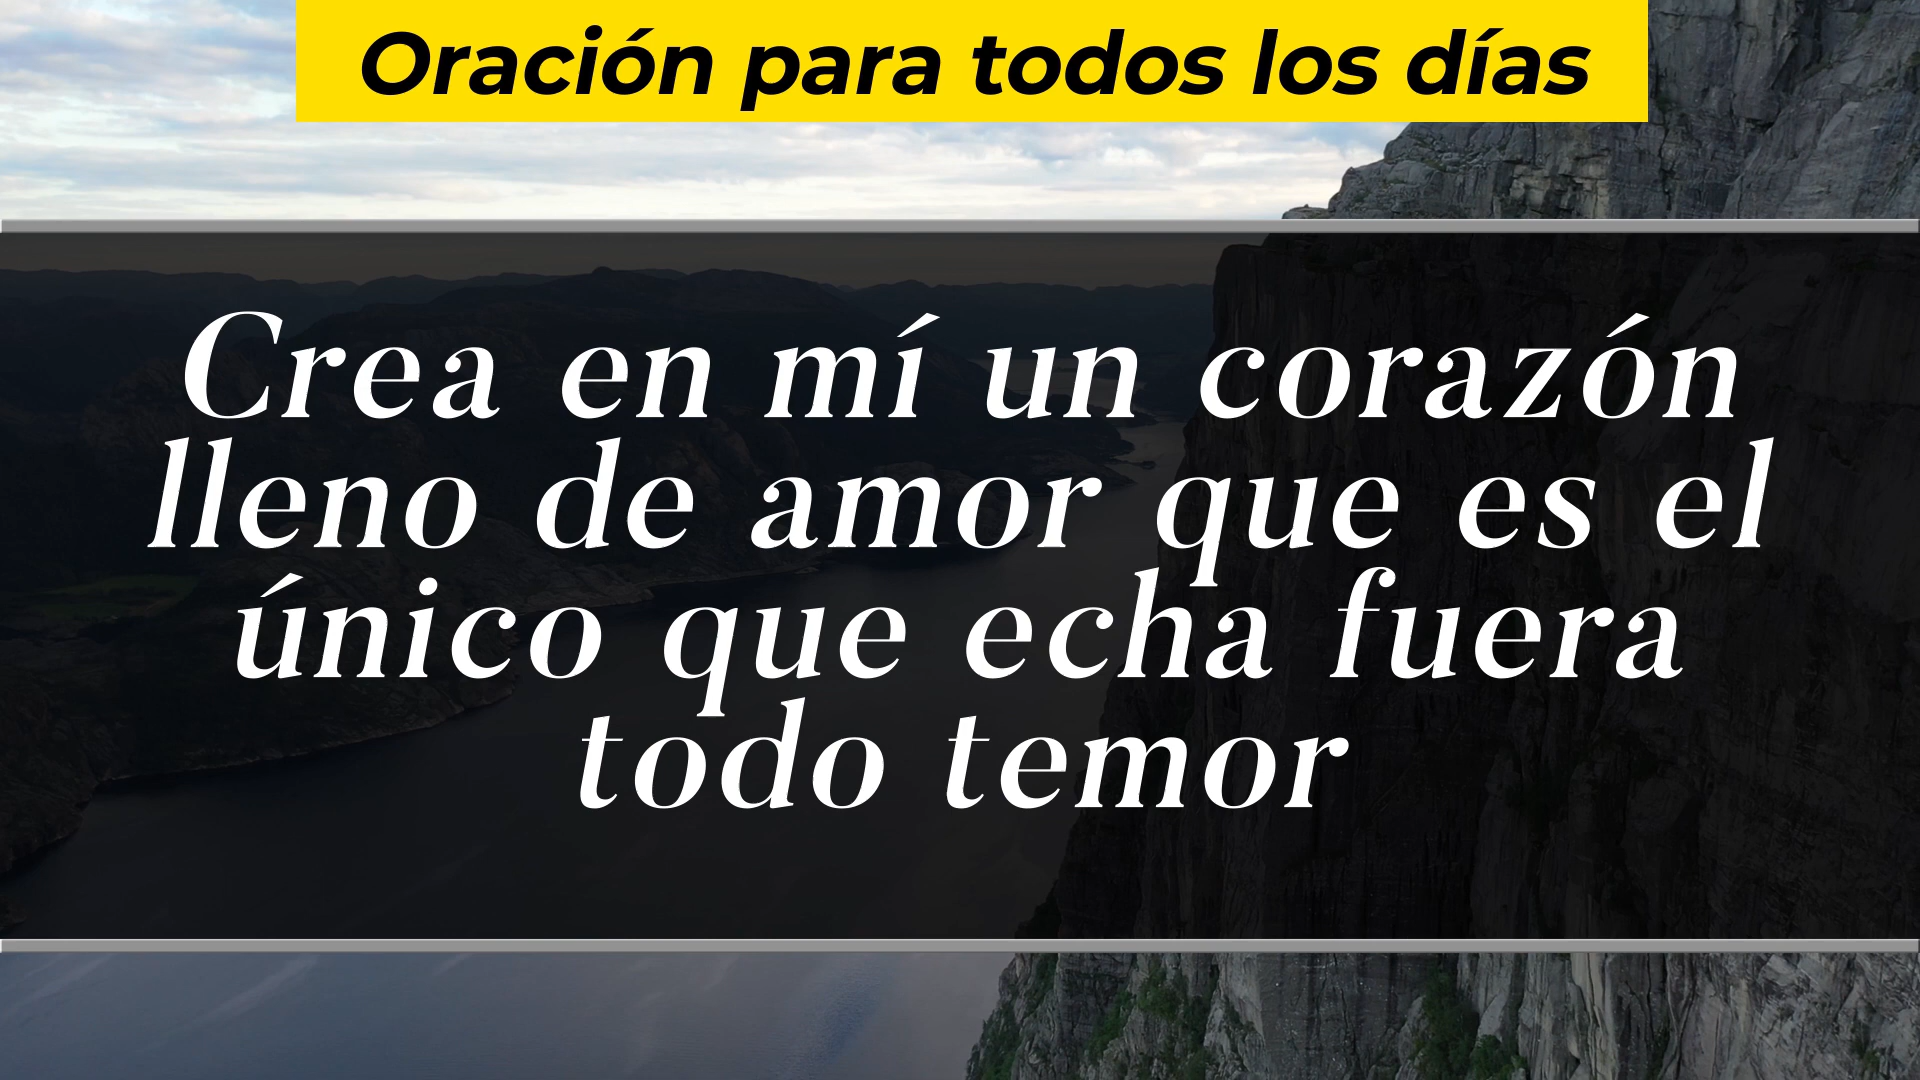 Oración para todos los días
Crea en mí un corazón
lleno de amor que es el
único que echa fuera
todo temor